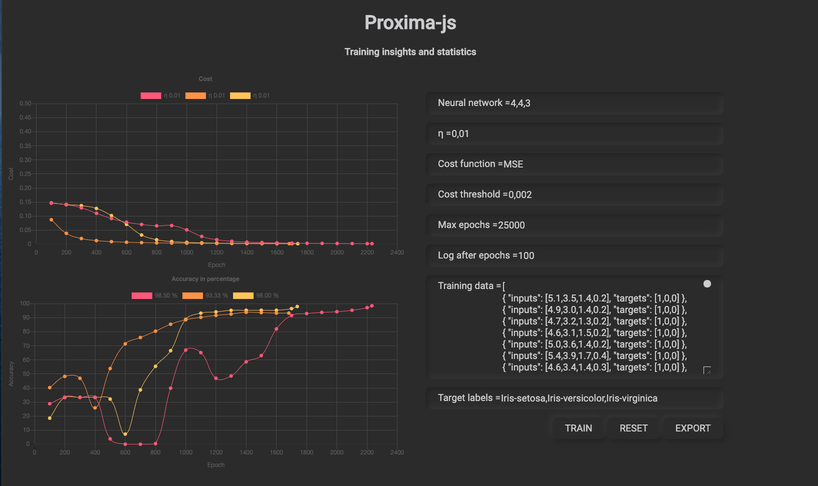 Proxima-js
Training insights and statistics
Cost
η 0.01 η 0.01 η 0.01
0.50
0.45
0.40
0.35
0.30
0.25
0.20
0.15
0.10
0.05
0
Cost
0 200 400 600 800 1000 1200 1400 1600 1800 2000 2200 2400
Epoch
Accuracy in percentage
98.00 %
100
90
80
70
60
50
40
30
20
10
0
Accuracy
0 200 400 600 800 1000 1200 1400 1600 1800 2000 2200 2400
Epoch
Neural network =4,4,3
η =0,01
Cost function =MSE
Cost threshold =0,002
Max epochs =25000
Log after epochs =100
Training data =[
{ "inputs": [5.1,3.5,1.4,0.2], "targets": [1,0,0] },
{ "inputs": [4.9,3.0,1.4,0.2], "targets": [1,0,0] },
{ "inputs": [4.7,3.2,1.3,0.2], "targets": [1,0,0] },
{ "inputs": [4.6,3.1,1.5,0.2], "targets": [1,0,0] },
{ "inputs": [5.0,3.6,1.4,0.2], "targets": [1,0,0] },
{ "inputs": [5.4,3.9,1.7,0.4], "targets": [1,0,0] },
{ "inputs": [4.6,3.4,1.4,0.3], "targets": [1,0,0] },
Target labels =Iris-setosa,Iris-versicolor,Iris-virginica
TRAIN RESET EXPORT